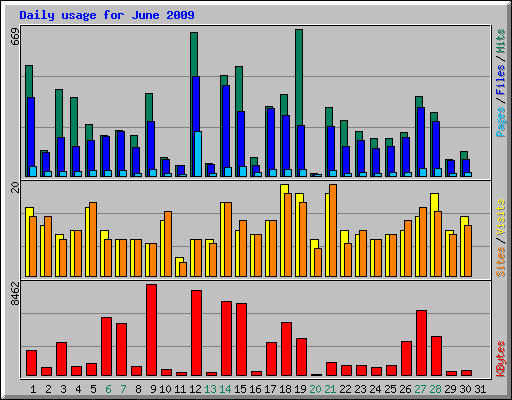 Daily usage for June 2009
669
Pages/Files/Hits
20
Sites/Visits
8462
KBytes
1 2 3 4 5 6 7 8 9 10 11 12 13 14 15 16 17 18 19 20 21 22 23 24 25 26 27 28 29 30 31